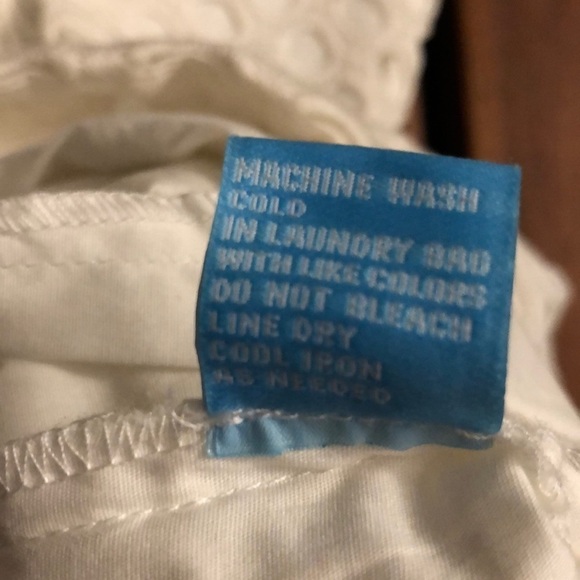 MACHINE WASH
COLD
IN LAUNDRY BAG
WITH LIKE COLORS
DO NOT BLEACH
LINE DRY
COOL IRON
AS NEEDED